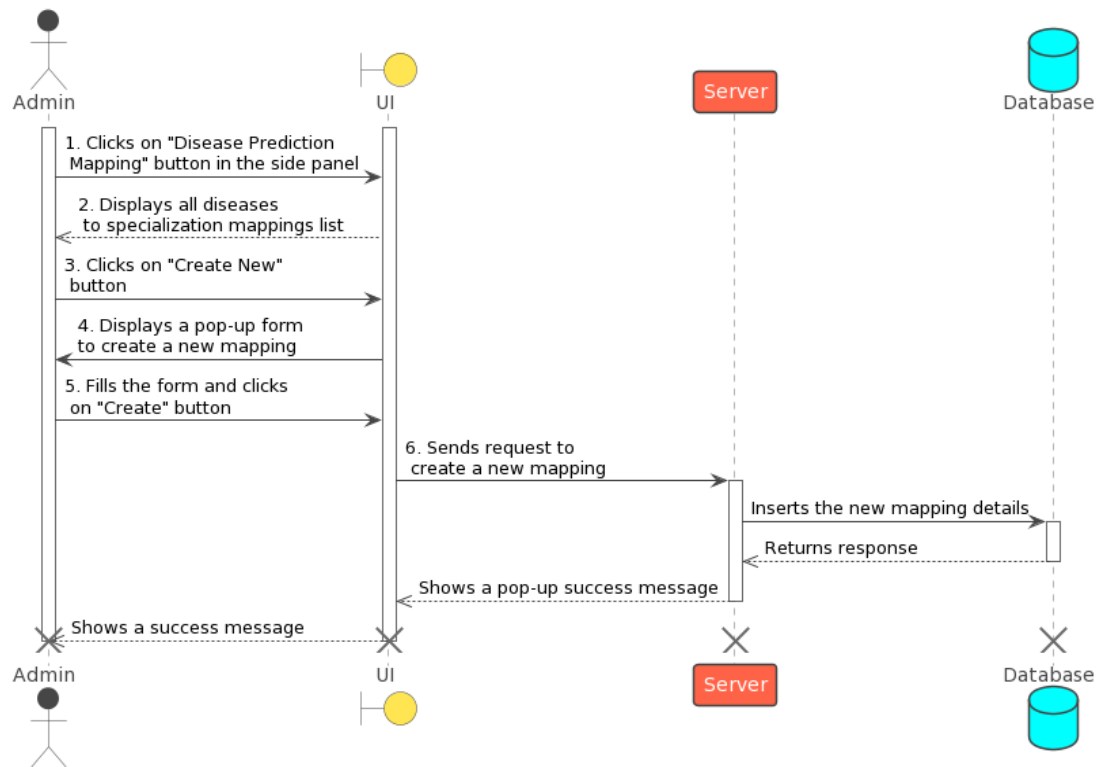 Admin
UI
Server
Database
1. Clicks on "Disease Prediction
Mapping" button in the side panel
2. Displays all diseases
to specialization mappings list
3. Clicks on "Create New"
button
4. Displays a pop-up form
to create a new mapping
5. Fills the form and clicks
on "Create" button
6. Sends request to
create a new mapping
Inserts the new mapping details
Returns response
Shows a pop-up success message
Shows a success message
Admin
UI
Server
Database